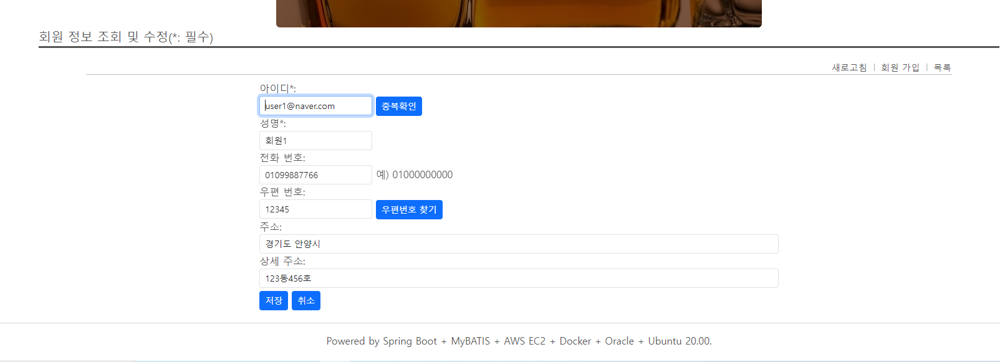 회원 정보 조회 및 수정(*: 필수)
새로고침 | 회원 가입 | 목록
아이디*:
user1@naver.com 중복확인
성명*:
회원1
전화 번호:
01099887766 예) 01000000000
우편 번호:
12345 우편번호 찾기
주소:
경기도 안양시
상세 주소:
123동456호
저장 취소
Powered by Spring Boot + MyBATIS + AWS EC2 + Docker + Oracle + Ubuntu 20.00.